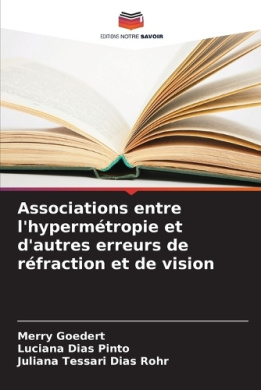 EDITIONS NOTRE SAVOIR
Associations entre
l'hypermétropie et
d'autres erreurs de
réfraction et de vision
Merry Goedert
Luciana Dias Pinto
Juliana Tessari Dias Rohr